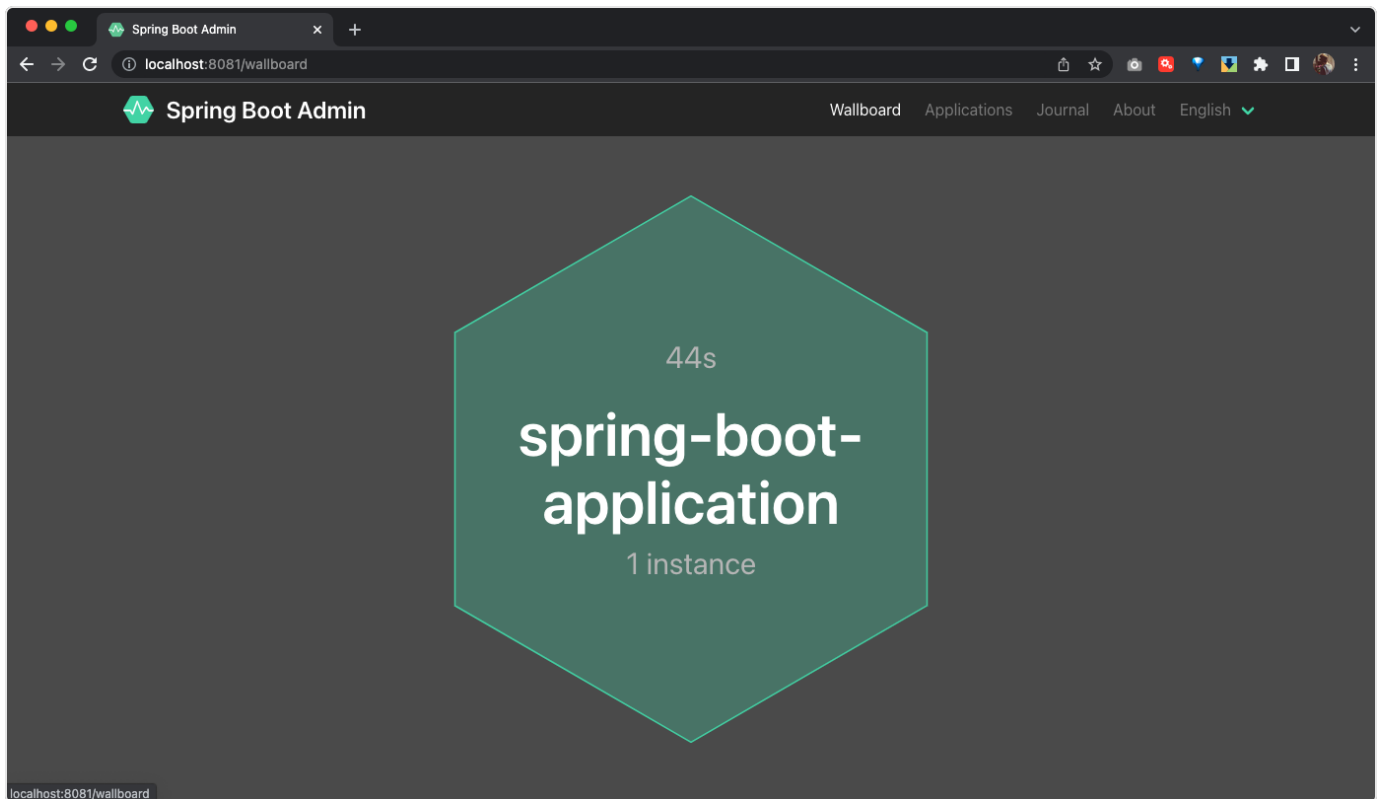 Spring Boot Admin
localhost:8081/wallboard
Spring Boot Admin
Wallboard Applications Journal About English
44s
spring-boot-
application
1 instance
localhost:8081/wallboard